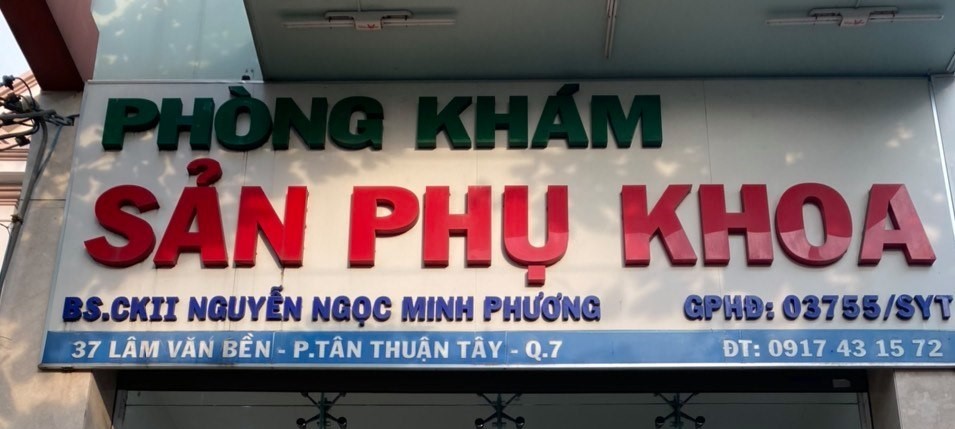 PHÒNG KHÁM
SẢN PHỤ KHOA
BS.CKII NGUYỄN NGỌC MINH PHƯƠNG GPHĐ: 03755/SYT
37 LÂM VĂN BỀN - P.TÂN THUẬN TÂY - Q.7 ĐT: 0917 43 15 72